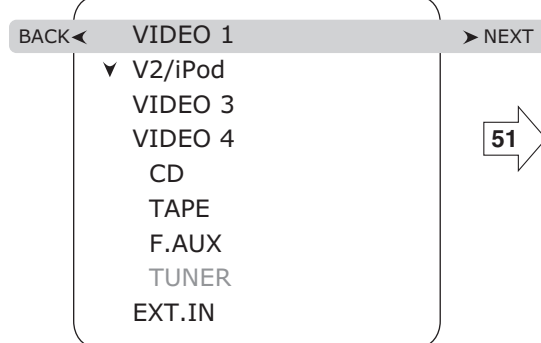 BACK VIDEO 1 NEXT
V2/iPod
VIDEO 3
VIDEO 4
51
CD
TAPE
F.AUX
TUNER
EXT.IN